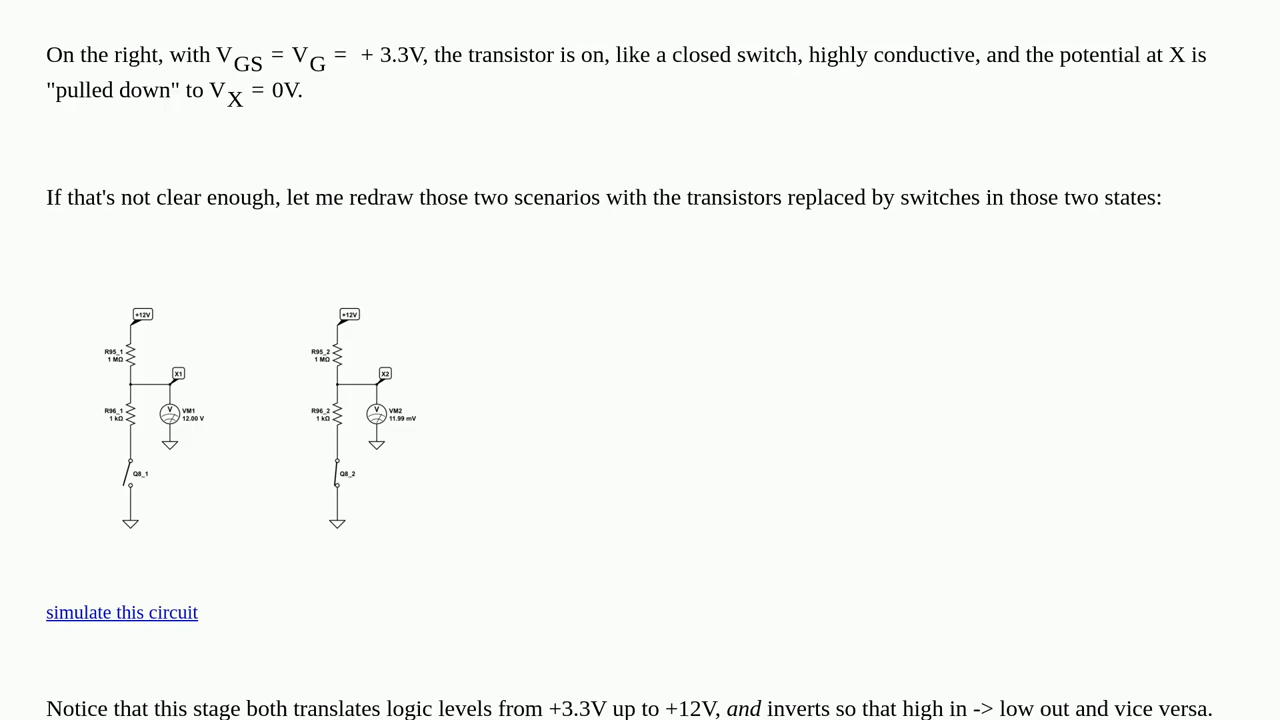 On the right, with VGS = VG = + 3.3V, the transistor is on, like a closed switch, highly conductive, and the potential at X is
"pulled down" to VX = 0V.
If that's not clear enough, let me redraw those two scenarios with the transistors replaced by switches in those two states:
+12V
R95_1
1 MΩ
X1
R96_1
1 kΩ
V
VM1
12.00 V
Q8_1
+12V
R95_2
1 MΩ
X2
R96_2
1 kΩ
V
VM2
11.99 mV
Q8_2
simulate this circuit
Notice that this stage both translates logic levels from +3.3V up to +12V, and inverts so that high in -> low out and vice versa.